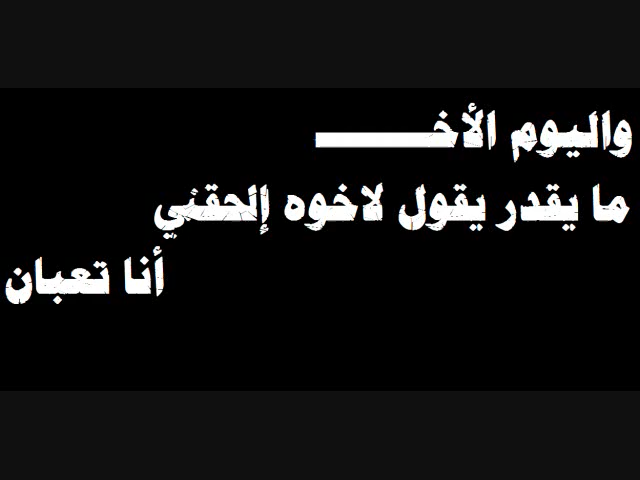 واليوم الأخـــــــــ
ما يقدر يقول لاخوه إلحقني
أنا تعبان